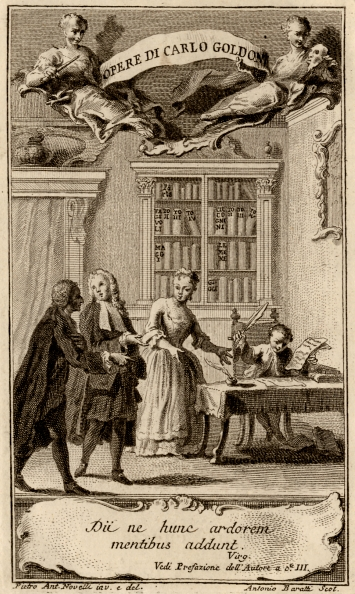 OPERE DI CARLO GOLDONI
Dii ne hunc ardorem
mentibus addunt
Virg.
Vedi Prefazione dell'Autore a c. III.
Pietro Ant. Novelli inv. e del.
Antonio Baratti Scol.